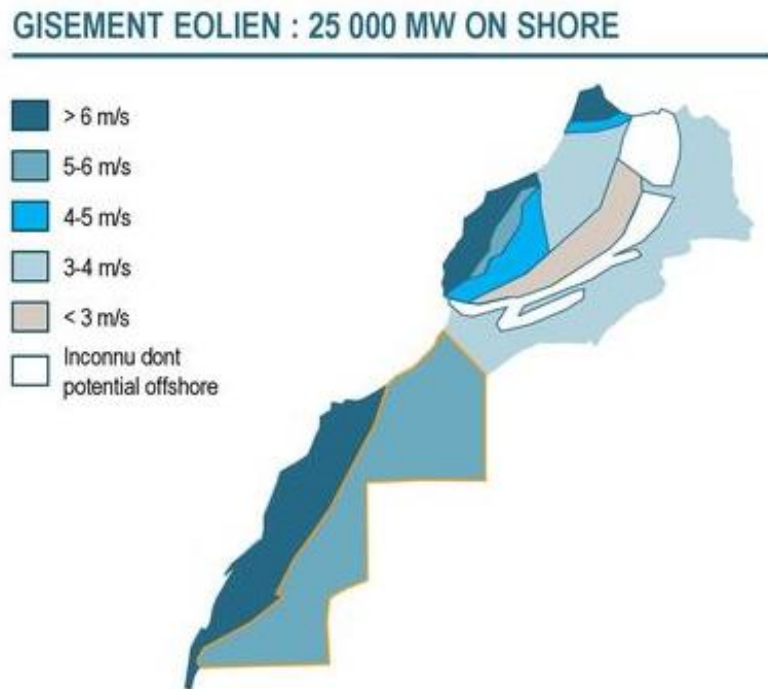 GISEMENT EOLIEN : 25 000 MW ON SHORE
> 6 m/s
5-6 m/s
4-5 m/s
3-4 m/s
< 3 m/s
Inconnu dont
potential offshore